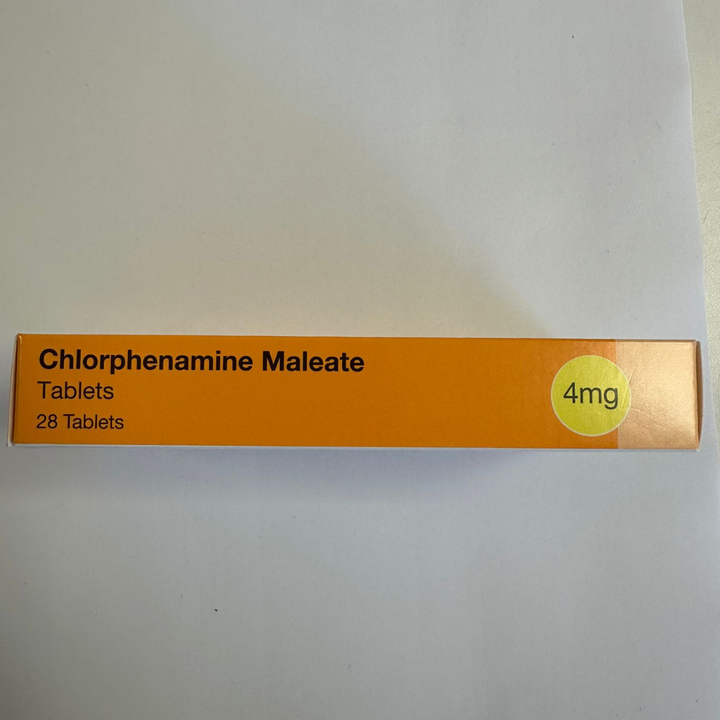 Chlorphenamine Maleate
Tablets
28 Tablets
4mg